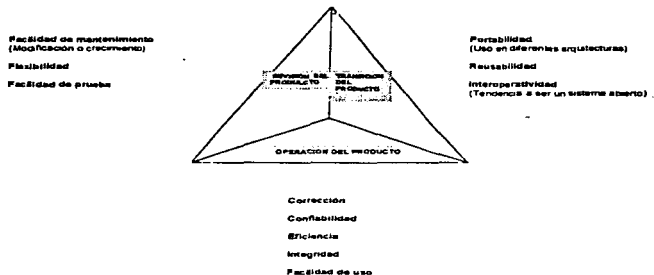 Facilidad de mantenimiento
(Modificación o crecimiento)
Flexibilidad
Facilidad de prueba
REVISION DEL
PRODUCTO
TRANSICION
DEL
PRODUCTO
Portabilidad
(Uso en diferentes arquitecturas)
Reusabilidad
Interoperatividad
(Tendencia a ser un sistema abierto)
OPERACION DEL PRODUCTO
Corrección
Confiabilidad
Eficiencia
Integridad
Facilidad de uso